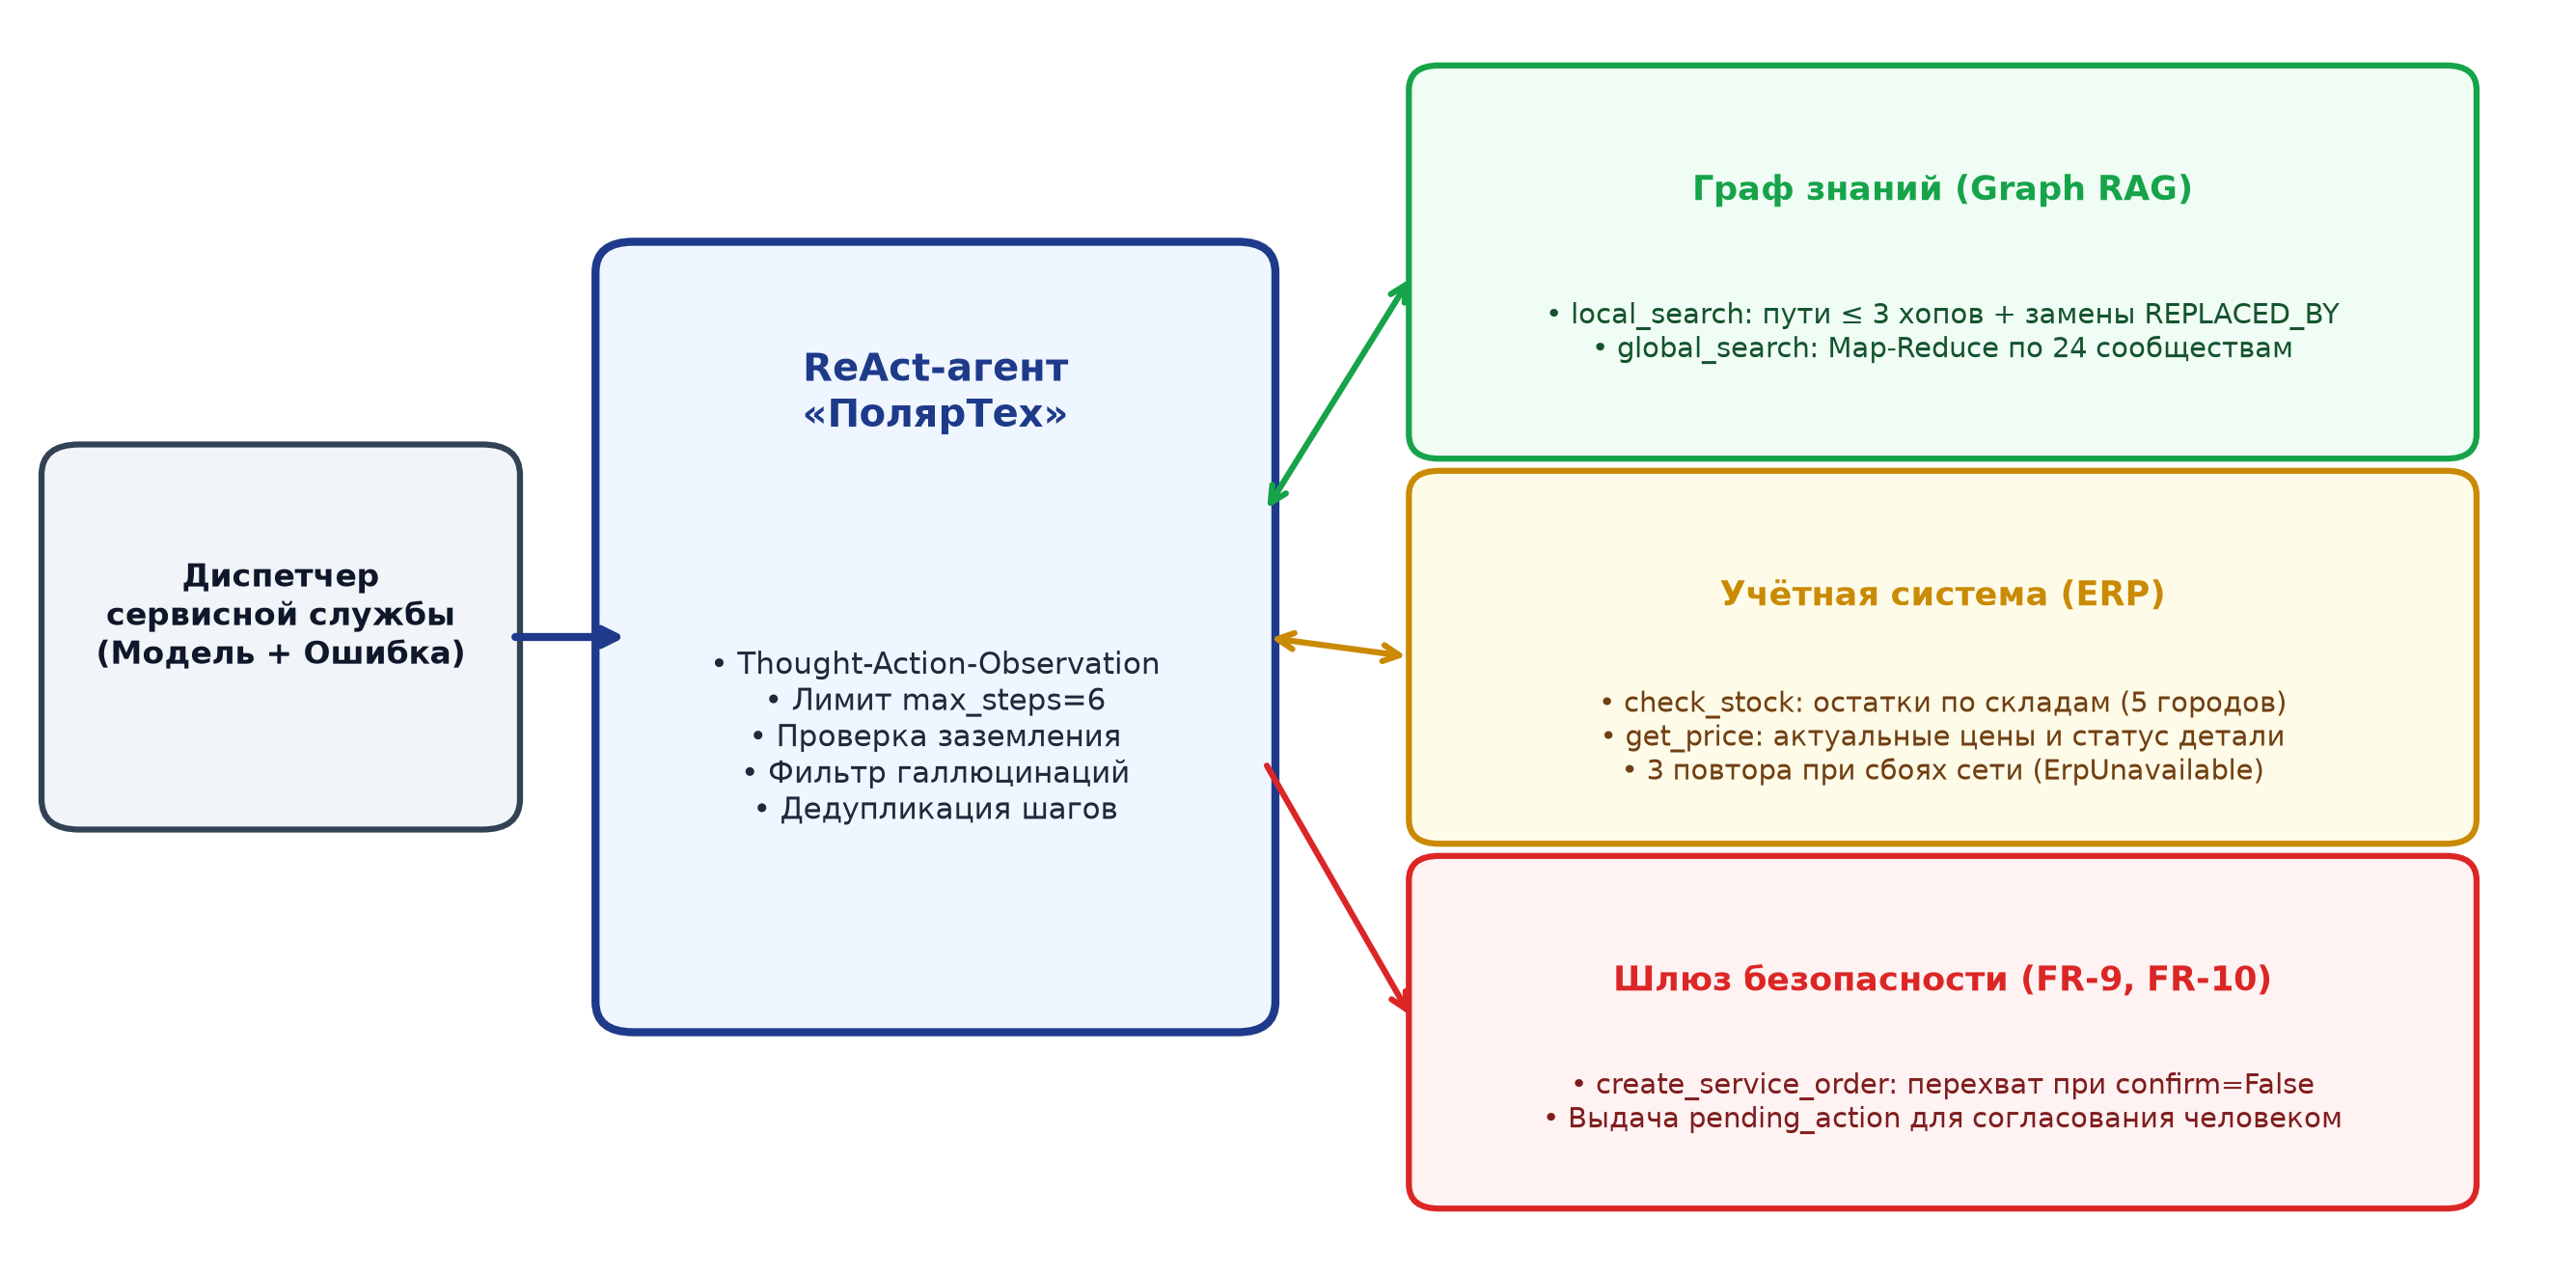 Диспетчер
сервисной службы
(Модель + Ошибка)
ReAct-агент
«ПолярТех»
• Thought-Action-Observation
• Лимит max_steps=6
• Проверка заземления
• Фильтр галлюцинаций
• Дедупликация шагов
Граф знаний (Graph RAG)
• local_search: пути ≤ 3 хопов + замены REPLACED_BY
• global_search: Map-Reduce по 24 сообществам
Учётная система (ERP)
• check_stock: остатки по складам (5 городов)
• get_price: актуальные цены и статус детали
• 3 повтора при сбоях сети (ErpUnavailable)
Шлюз безопасности (FR-9, FR-10)
• create_service_order: перехват при confirm=False
• Выдача pending_action для согласования человеком